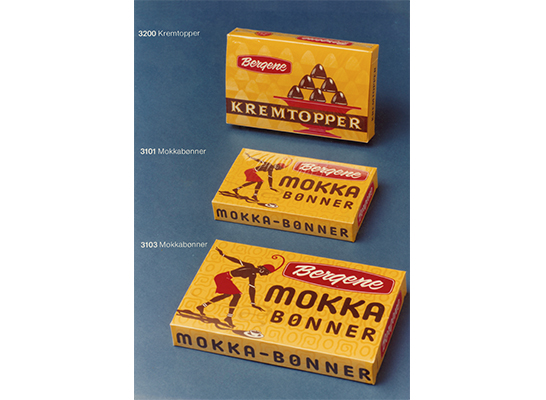 3200 Kremtopper
Bergene
KREMTOPPER
3101 Mokkabønner
Bergene
MOKKA
BØNNER
MOKKA-BØNNER
3103 Mokkabønner
Bergene
MOKKA
BØNNER
MOKKA-BØNNER